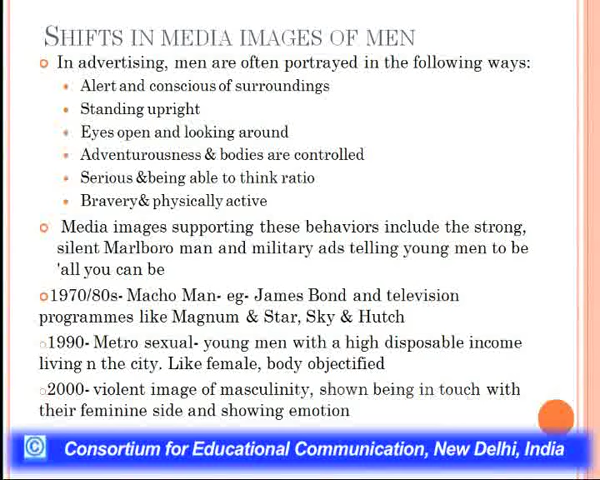 SHIFTS IN MEDIA IMAGES OF MEN
In advertising, men are often portrayed in the following ways:
Alert and conscious of surroundings
Standing upright
Eyes open and looking around
Adventurousness & bodies are controlled
Serious &being able to think ratio
Bravery& physically active
Media images supporting these behaviors include the strong,
silent Marlboro man and military ads telling young men to be
'all you can be
1970/80s- Macho Man- eg- James Bond and television
programmes like Magnum & Star, Sky & Hutch
1990- Metro sexual- young men with a high disposable income
living n the city. Like female, body objectified
2000- violent image of masculinity, shown being in touch with
their feminine side and showing emotion
© Consortium for Educational Communication, New Delhi, India